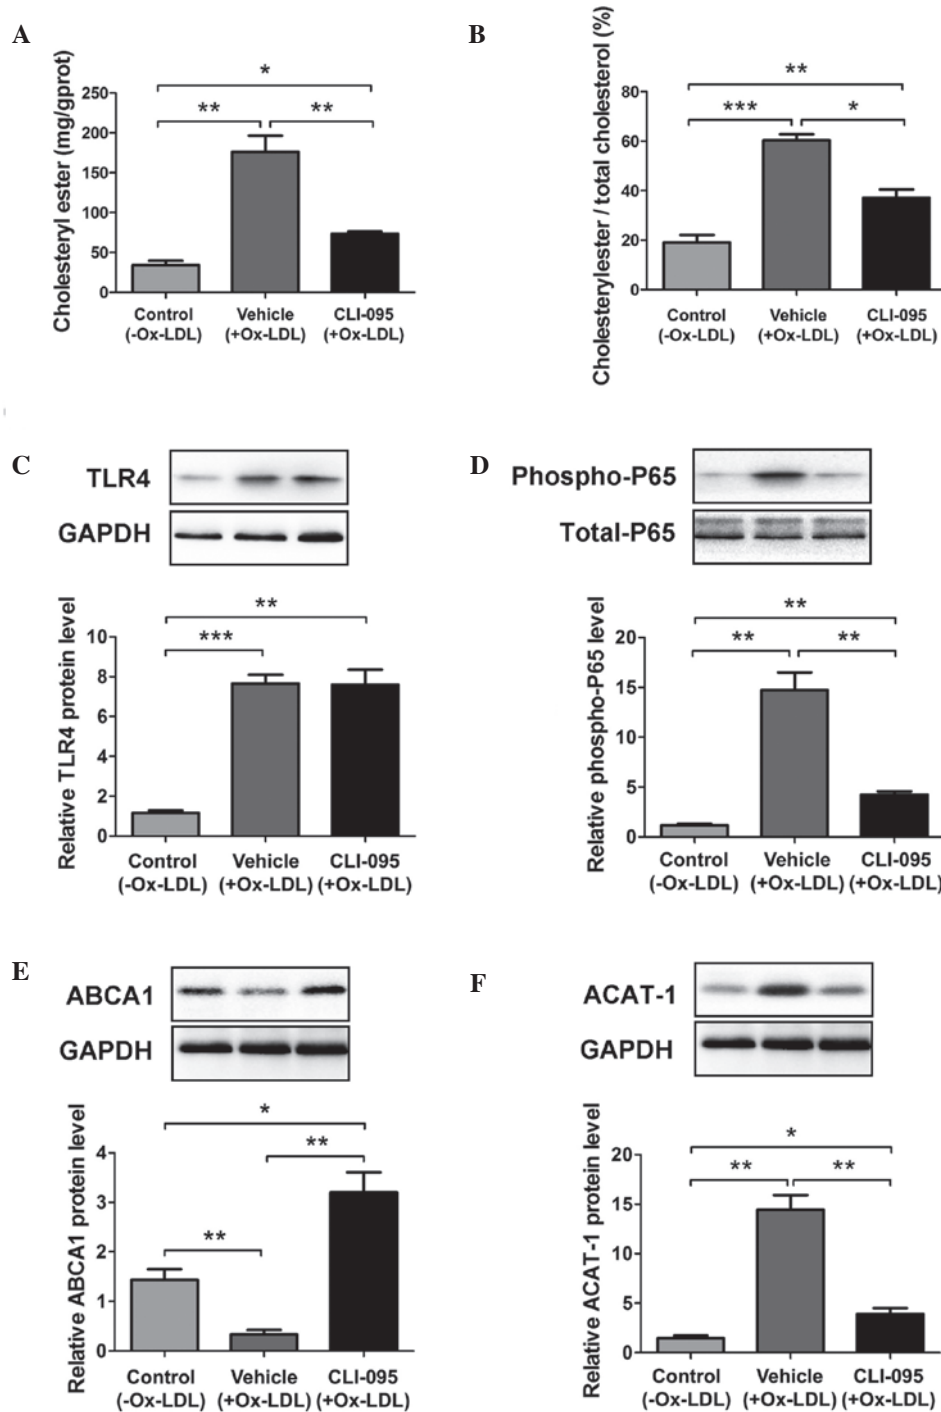 A
Cholesteryl ester (mg/gprot)
250
200
150
100
50
0
*
** **
Control Vehicle CLI-095
(-Ox-LDL) (+Ox-LDL) (+Ox-LDL)
B
Cholesterylester / total cholesterol (%)
80
60
40
20
0
**
*** *
Control Vehicle CLI-095
(-Ox-LDL) (+Ox-LDL) (+Ox-LDL)
C
TLR4
GAPDH
Relative TLR4 protein level
10
8
6
4
2
0
**
***
Control Vehicle CLI-095
(-Ox-LDL) (+Ox-LDL) (+Ox-LDL)
D
Phospho-P65
Total-P65
Relative phospho-P65 level
20
15
10
5
0
**
** **
Control Vehicle CLI-095
(-Ox-LDL) (+Ox-LDL) (+Ox-LDL)
E
ABCA1
GAPDH
Relative ABCA1 protein level
4
3
2
1
0
*
**
**
Control Vehicle CLI-095
(-Ox-LDL) (+Ox-LDL) (+Ox-LDL)
F
ACAT-1
GAPDH
Relative ACAT-1 protein level
20
15
10
5
0
*
** **
Control Vehicle CLI-095
(-Ox-LDL) (+Ox-LDL) (+Ox-LDL)